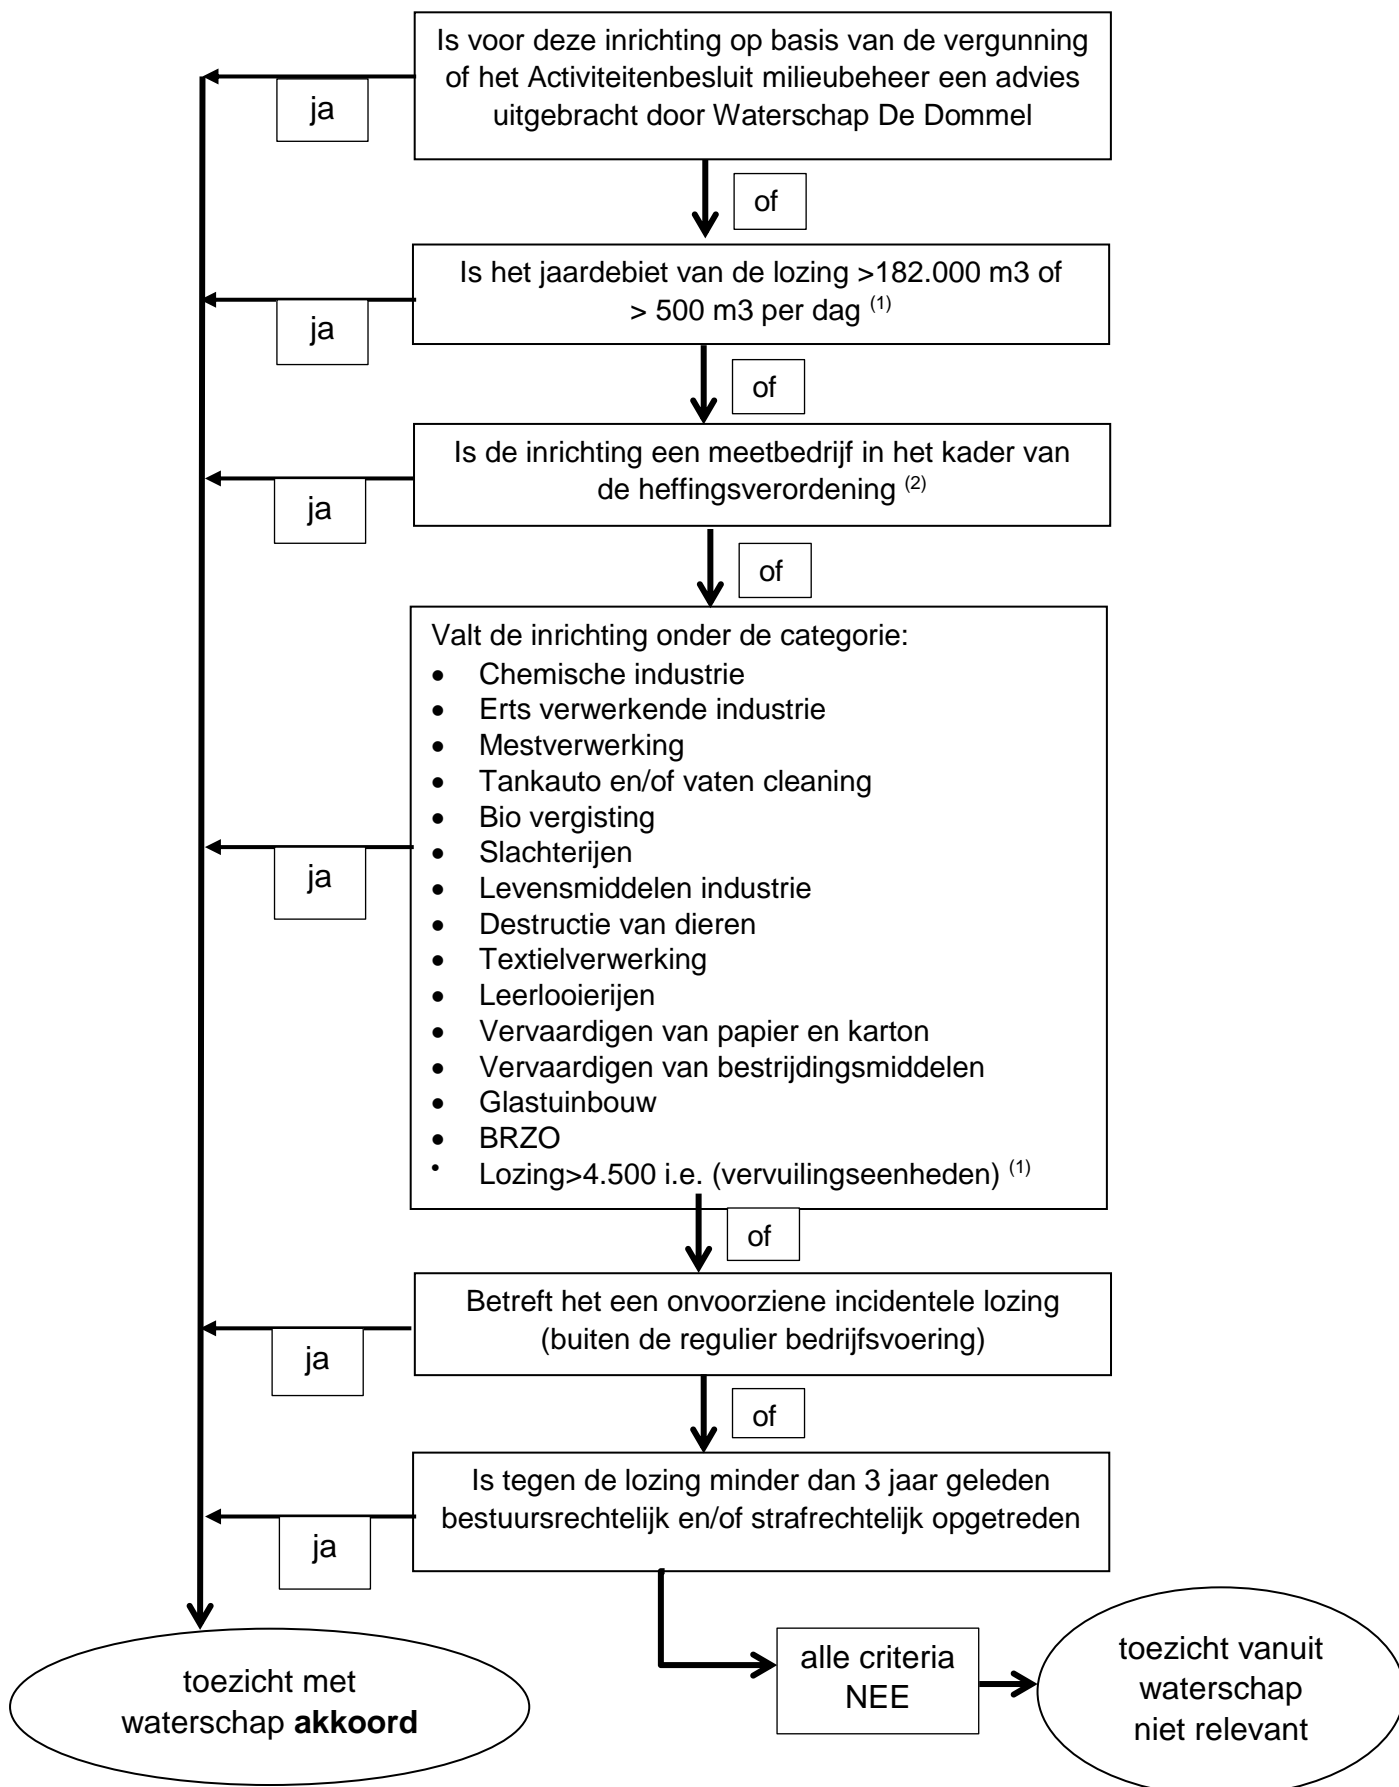 Is voor deze inrichting op basis van de vergunning
of het Activiteitenbesluit milieubeheer een advies
uitgebracht door Waterschap De Dommel
ja
of
Is het jaardebiet van de lozing >182.000 m3 of
> 500 m3 per dag (1)
ja
of
Is de inrichting een meetbedrijf in het kader van
de heffingsverordening (2)
ja
of
Valt de inrichting onder de categorie:
• Chemische industrie
• Erts verwerkende industrie
• Mestverwerking
• Tankauto en/of vaten cleaning
• Bio vergisting
• Slachterijen
• Levensmiddelen industrie
• Destructie van dieren
• Textielverwerking
• Leerlooierijen
• Vervaardigen van papier en karton
• Vervaardigen van bestrijdingsmiddelen
• Glastuinbouw
• BRZO
• Lozing>4.500 i.e. (vervuilingseenheden) (1)
ja
of
Betreft het een onvoorziene incidentele lozing
(buiten de regulier bedrijfsvoering)
ja
of
Is tegen de lozing minder dan 3 jaar geleden
bestuursrechtelijk en/of strafrechtelijk opgetreden
ja
toezicht met
waterschap akkoord
alle criteria
NEE
toezicht vanuit
waterschap
niet relevant